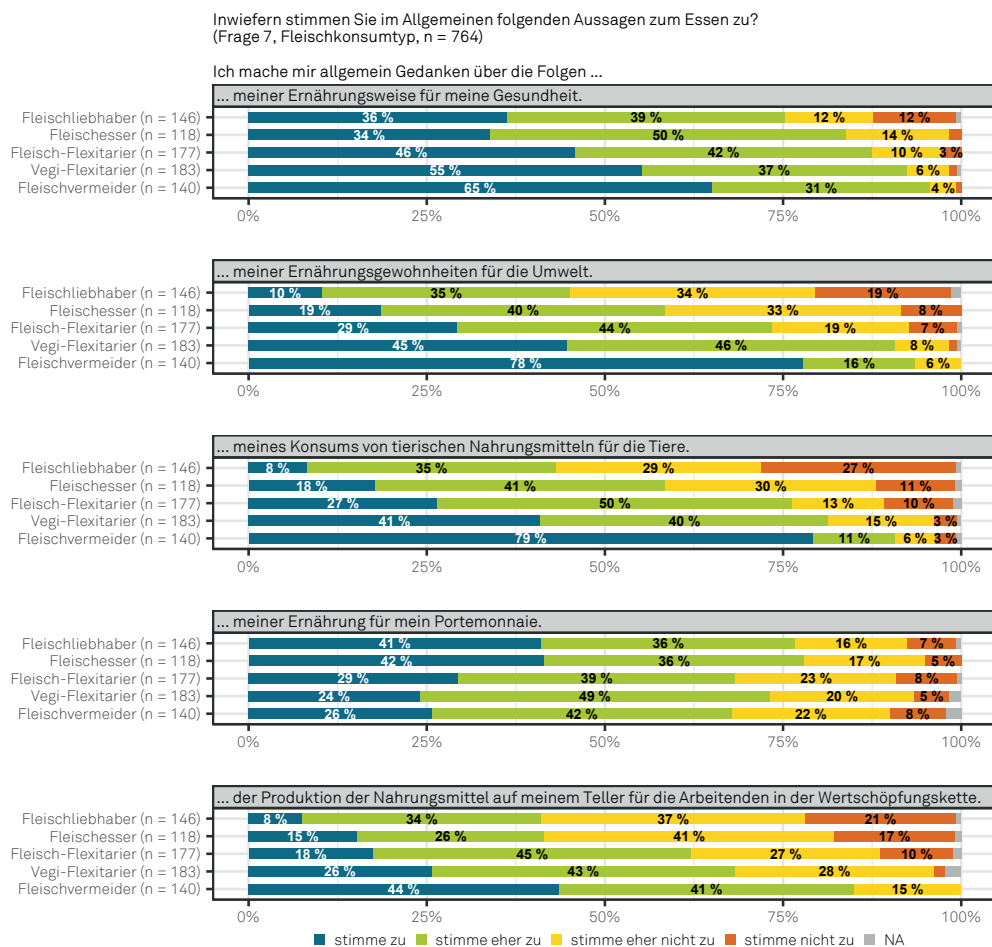 Inwiefern stimmen Sie im Allgemeinen folgenden Aussagen zum Essen zu?
(Frage 7, Fleischkonsumtyp, n = 764)
Ich mache mir allgemein Gedanken über die Folgen ...
... meiner Ernährungsweise für meine Gesundheit.
Fleischliebhaber (n = 146) 36 % 39 % 12 % 12 %
Fleischesser (n = 118) 34 % 50 % 14 %
Fleisch-Flexitarier (n = 177) 46 % 42 % 10 % 3 %
Vegi-Flexitarier (n = 183) 55 % 37 % 6 %
Fleischvermeider (n = 140) 65 % 31 % 4 %
0% 25% 50% 75% 100%
... meiner Ernährungsgewohnheiten für die Umwelt.
Fleischliebhaber (n = 146) 10 % 35 % 34 % 19 %
Fleischesser (n = 118) 19 % 40 % 33 % 8 %
Fleisch-Flexitarier (n = 177) 29 % 44 % 19 % 7 %
Vegi-Flexitarier (n = 183) 45 % 46 % 8 %
Fleischvermeider (n = 140) 78 % 16 % 6 %
0% 25% 50% 75% 100%
... meines Konsums von tierischen Nahrungsmitteln für die Tiere.
Fleischliebhaber (n = 146) 8 % 35 % 29 % 27 %
Fleischesser (n = 118) 18 % 41 % 30 % 11 %
Fleisch-Flexitarier (n = 177) 27 % 50 % 13 % 10 %
Vegi-Flexitarier (n = 183) 41 % 40 % 15 % 3 %
Fleischvermeider (n = 140) 79 % 11 % 6 % 3 %
0% 25% 50% 75% 100%
... meiner Ernährung für mein Portemonnaie.
Fleischliebhaber (n = 146) 41 % 36 % 16 % 7 %
Fleischesser (n = 118) 42 % 36 % 17 % 5 %
Fleisch-Flexitarier (n = 177) 29 % 39 % 23 % 8 %
Vegi-Flexitarier (n = 183) 24 % 49 % 20 % 5 %
Fleischvermeider (n = 140) 26 % 42 % 22 % 8 %
0% 25% 50% 75% 100%
... der Produktion der Nahrungsmittel auf meinem Teller für die Arbeitenden in der Wertschöpfungskette.
Fleischliebhaber (n = 146) 8 % 34 % 37 % 21 %
Fleischesser (n = 118) 15 % 26 % 41 % 17 %
Fleisch-Flexitarier (n = 177) 18 % 45 % 27 % 10 %
Vegi-Flexitarier (n = 183) 26 % 43 % 28 %
Fleischvermeider (n = 140) 44 % 41 % 15 %
0% 25% 50% 75% 100%
stimme zu stimme eher zu stimme eher nicht zu stimme nicht zu NA